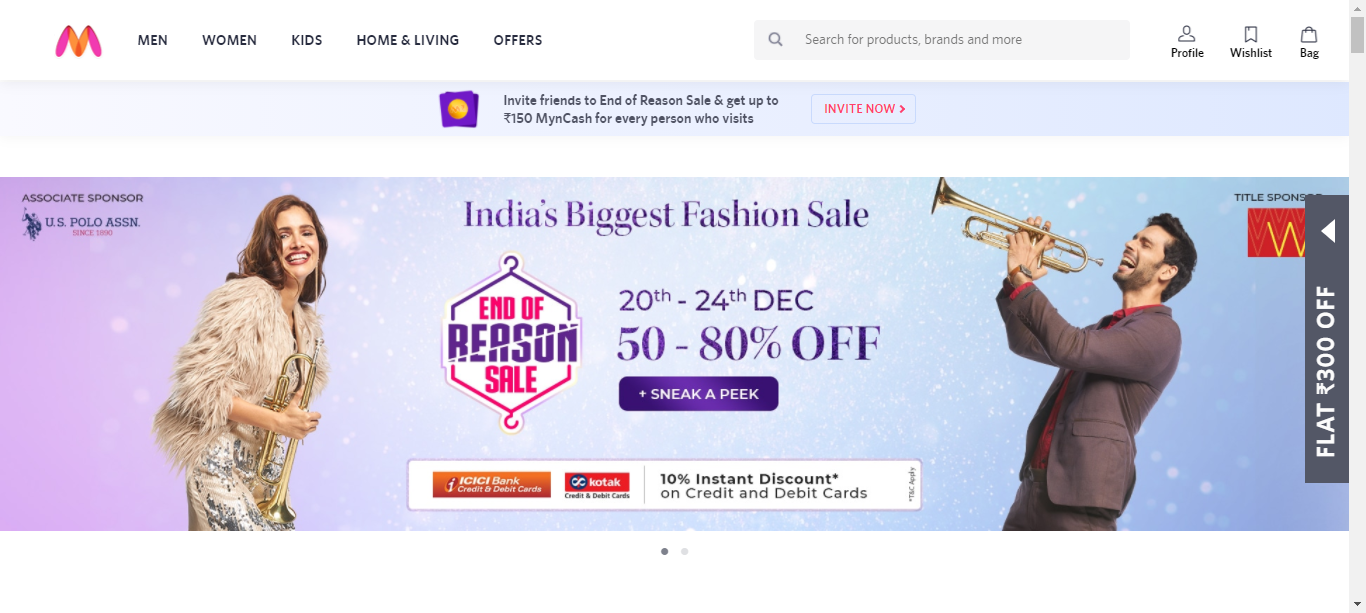 MEN WOMEN KIDS HOME & LIVING OFFERS
Search for products, brands and more
Profile Wishlist Bag
Invite friends to End of Reason Sale & get up to
₹150 MynCash for every person who visits
INVITE NOW
ASSOCIATE SPONSOR
U.S. POLO ASSN.
SINCE 1890
India's Biggest Fashion Sale
END OF
REASON
SALE
20th - 24th DEC
50 - 80% OFF
+ SNEAK A PEEK
ICICI Bank
Credit & Debit Cards
kotak
Credit & Debit Cards
10% Instant Discount*
on Credit and Debit Cards
*T&C Apply
TITLE SPONSOR
W
FLAT ₹300 OFF